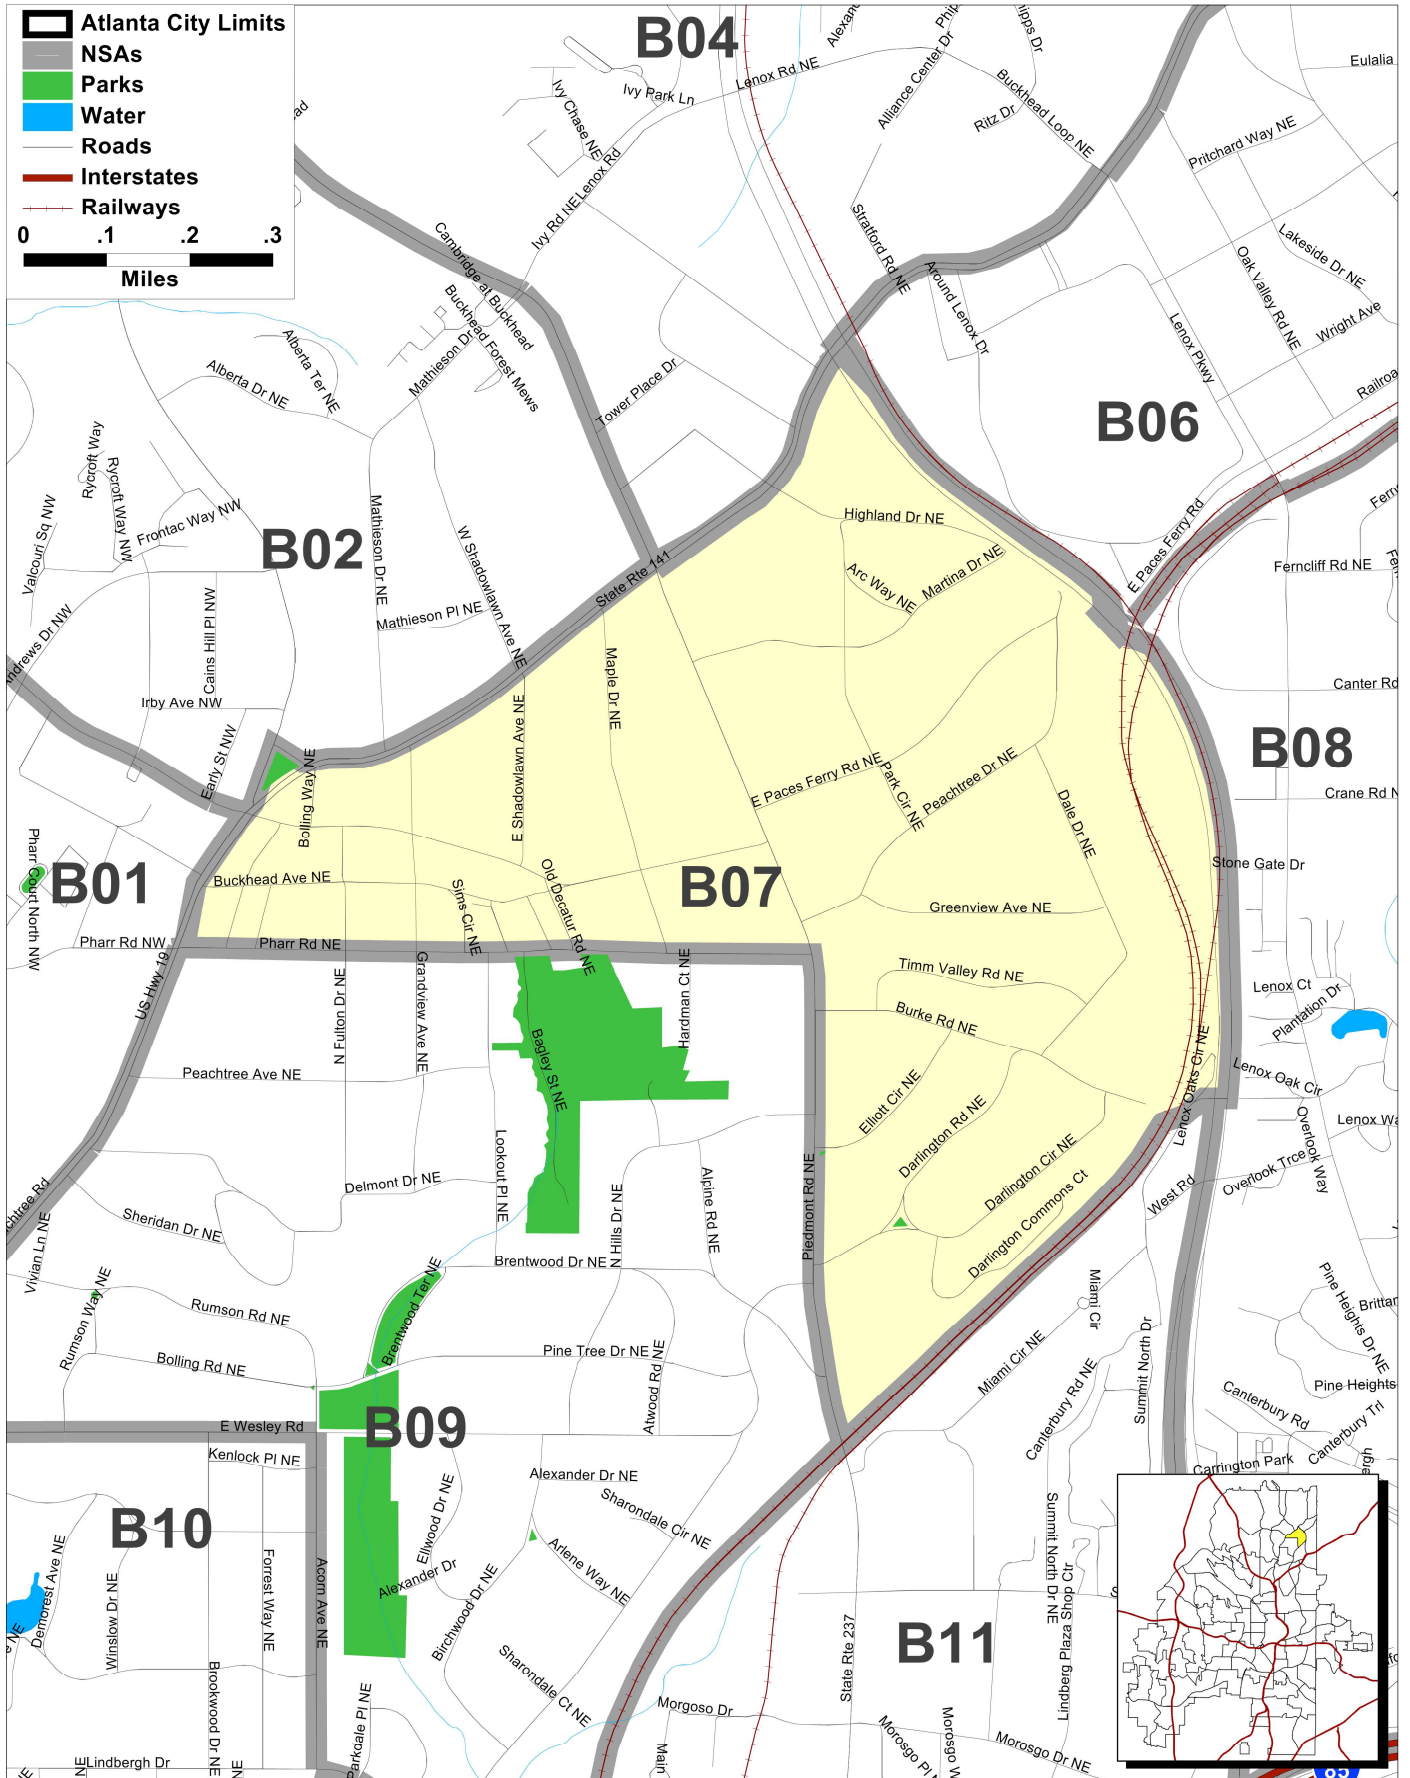 Atlanta City Limits
NSAs
Parks
Water
Roads
Interstates
Railways
0 .1 .2 .3
Miles
B04
B02
B06
B01
B07
B08
B09
B10
B11
Ivy Park Ln
Ivy Chase NE
Lenox Rd NE
Lenox Rd
Ivy Rd NE
Alliance Center Dr
Ritz Dr
Buckhead Loop NE
Eulalia
Pritchard Way NE
Lakeside Dr NE
Oak Valley Rd NE
Wright Ave
Lenox Pkwy
Stratford Rd NE
Around Lenox Dr
Cambridge at Buckhead
Buckhead Forest Mews
Mathieson Dr
Alberta Ter NE
Alberta Dr NE
Tower Place Dr
Rycroft Way
Rycroft Way NW
Valcouri Sq NW
Frontac Way NW
Mathieson Dr NE
W Shadowlawn Ave NE
Mathieson Pl NE
State Rte 141
Highland Dr NE
Arc Way NE
Martina Dr NE
E Paces Ferry Rd
Ferncliff Rd NE
Cains Hill Pl NW
Irby Ave NW
Early St NW
Canter Rd
Maple Dr NE
E Shadowlawn Ave NE
Bolling Way NE
E Paces Ferry Rd NE
Park Cir NE
Peachtree Dr NE
Dale Dr NE
Crane Rd N
Stone Gate Dr
Pharr Court North NW
Buckhead Ave NE
Sims Cir NE
Old Decatur Rd NE
Greenview Ave NE
Pharr Rd NW
Pharr Rd NE
US Hwy 19
Timm Valley Rd NE
Burke Rd NE
Lenox Ct
Plantation Dr
N Fulton Dr NE
Grandview Ave NE
Hardman Ct NE
Bagley St NE
Peachtree Ave NE
Elliott Cir NE
Darlington Rd NE
Lenox Oaks Cir NE
Lenox Oak Cir
Overlook Way
Overlook Trce
Darlington Cir NE
Darlington Commons Ct
West Rd
Lookout Pl NE
Delmont Dr NE
Sheridan Dr NE
Vivian Ln NE
Piedmont Rd NE
N Hills Dr NE
Alpine Rd NE
Brentwood Dr NE
Brentwood Ter NE
Rumson Way NE
Rumson Rd NE
Bolling Rd NE
Pine Tree Dr NE
Atwood Rd NE
Miami Cir
Miami Cir NE
Summit North Dr
Canterbury Rd NE
Pine Heights Dr NE
Pine Heights
Canterbury Rd
Canterbury Trl
Carrington Park
E Wesley Rd
Kenlock Pl NE
Alexander Dr NE
Sharondale Cir NE
Ellwood Dr NE
Alexander Dr
Arlene Way NE
Birchwood Dr NE
Sharondale Ct NE
Acorn Ave NE
Forrest Way NE
Winslow Dr NE
Demorest Ave NE
Brookwood Dr NE
Lindbergh Dr
Parkdale Pl NE
State Rte 237
Summit North Dr NE
Lindberg Plaza Shop Ctr
Morgoso Dr
Main
Morosgo Pl
Morosgo W
Morosgo Dr NE
85